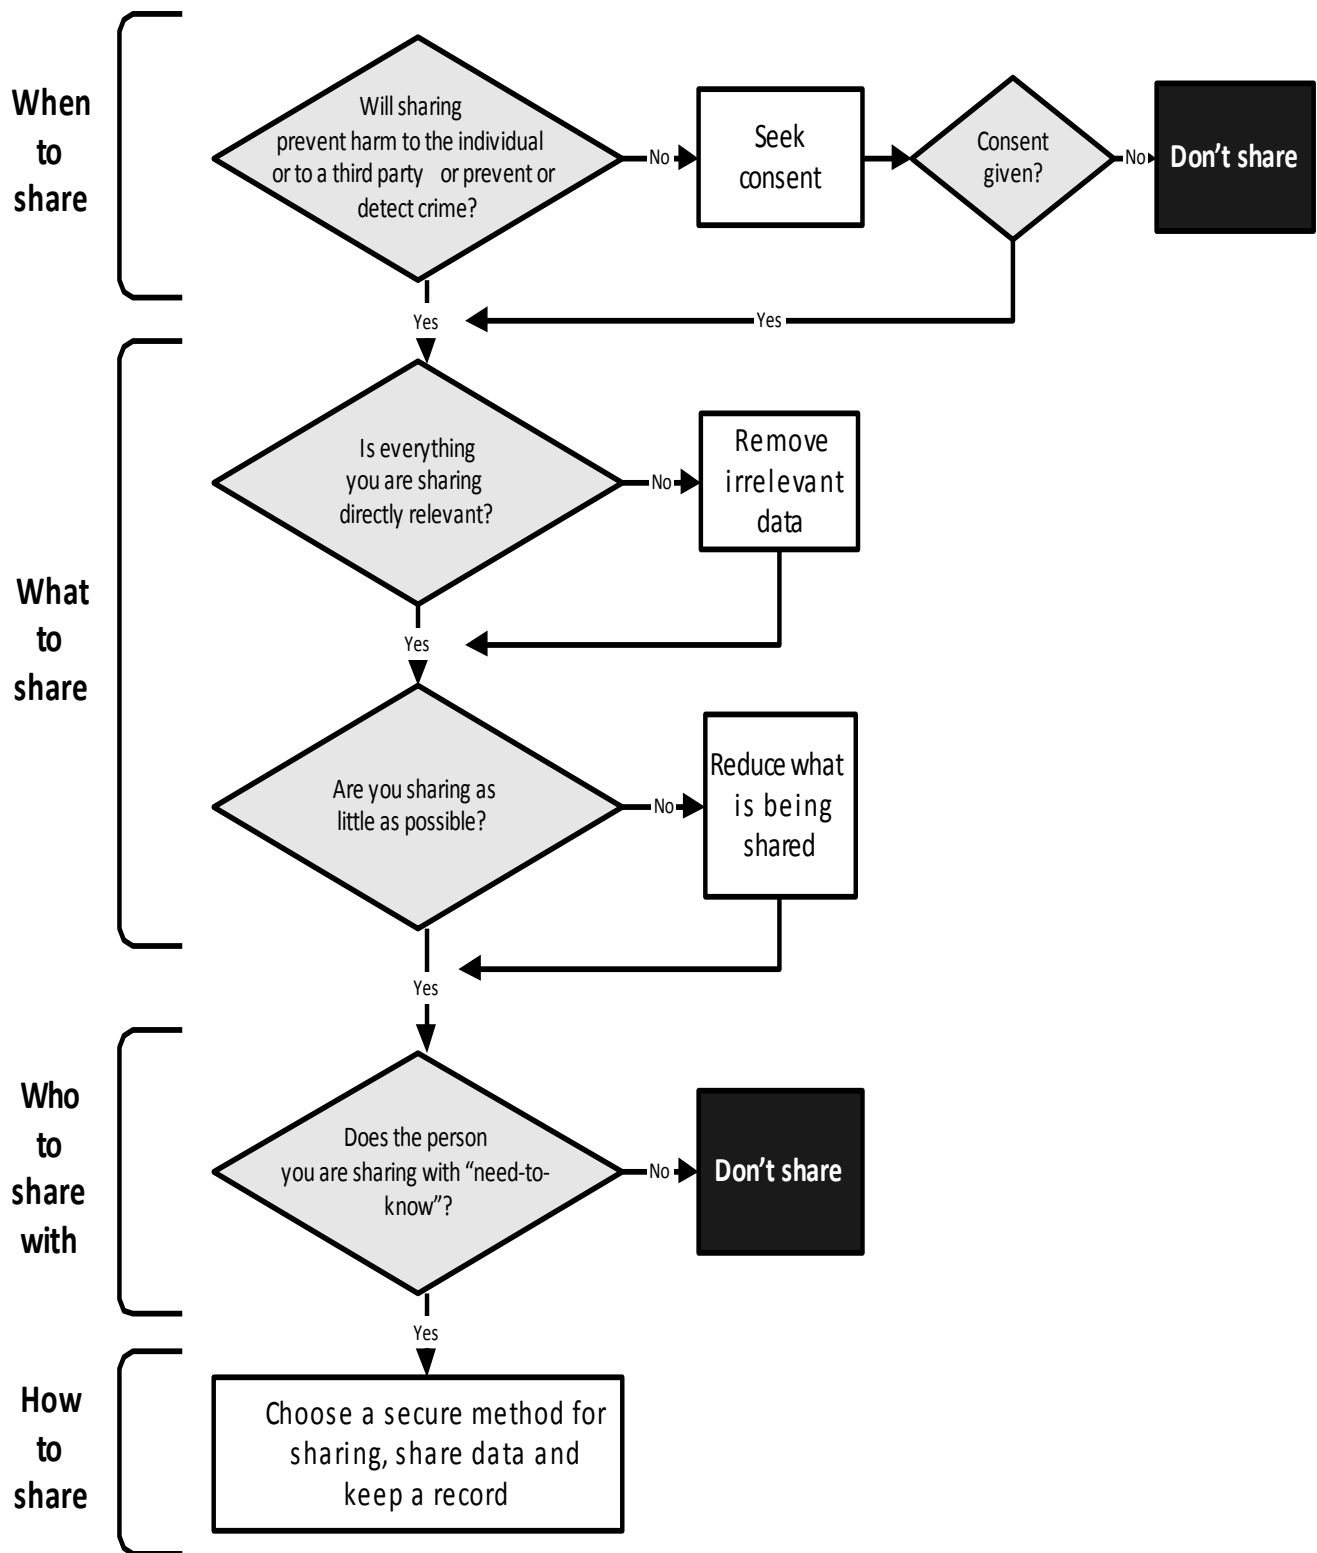 When
to
share
Will sharing
prevent harm to the individual
or to a third party or prevent or
detect crime?
No
Seek
consent
Consent
given?
No
Don't share
Yes
Yes
What
to
share
Is everything
you are sharing
directly relevant?
No
Remove
irrelevant
data
Yes
Are you sharing as
little as possible?
No
Reduce what
is being
shared
Yes
Who
to
share
with
Does the person
you are sharing with “need-to-
know”?
No
Don't share
Yes
How
to
share
Choose a secure method for
sharing, share data and
keep a record